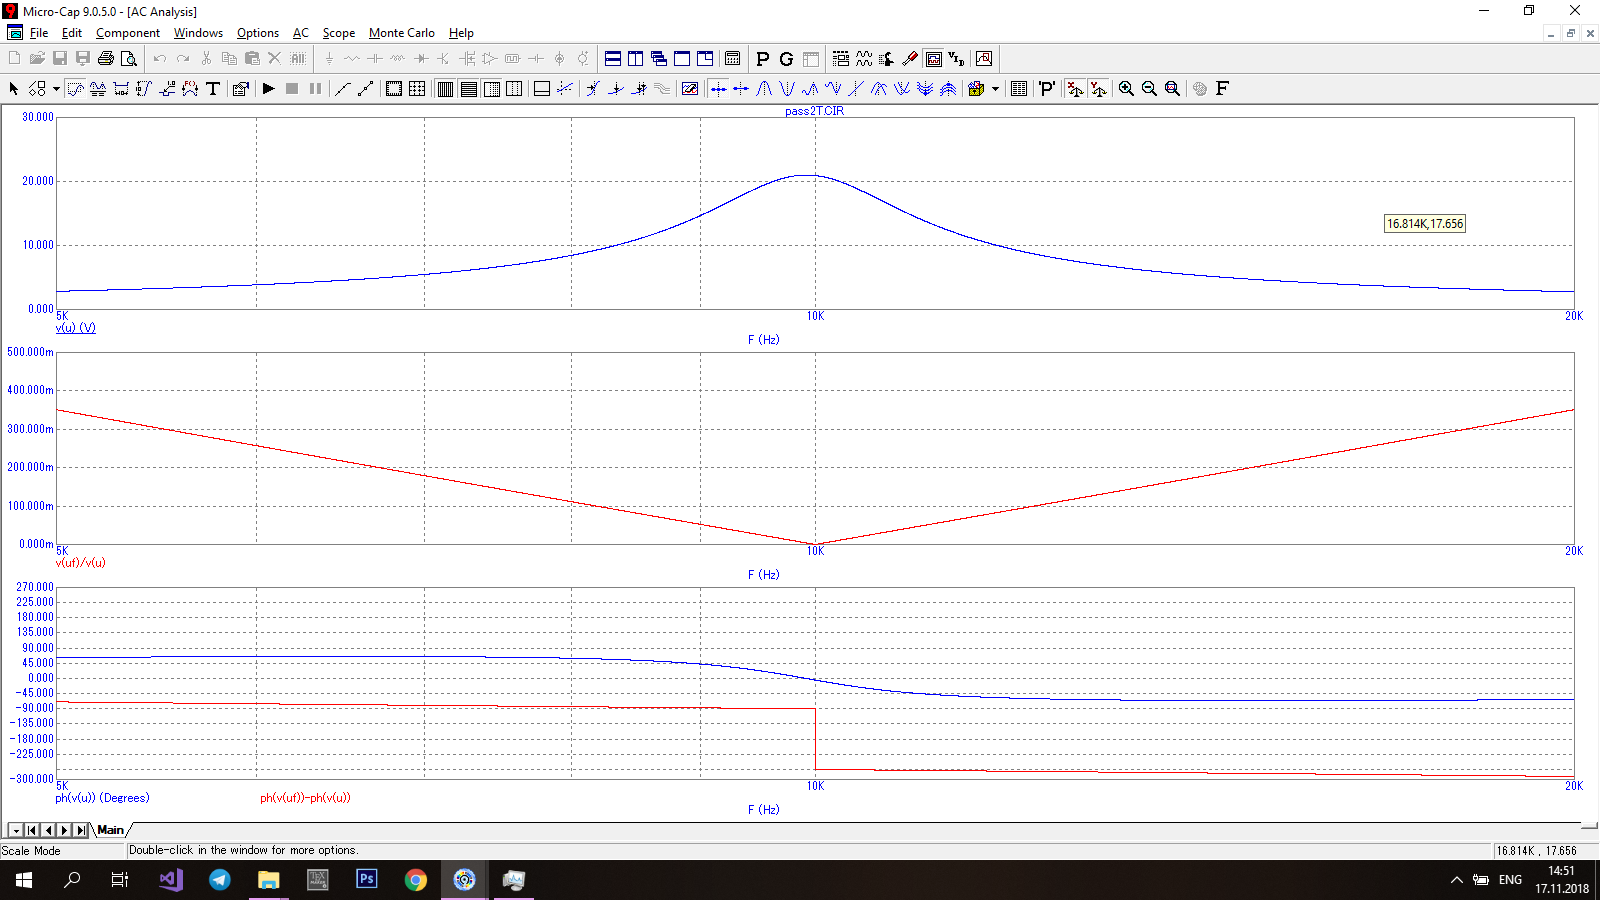 Micro-Cap 9.0.5.0 - [AC Analysis]
File Edit Component Windows Options AC Scope Monte Carlo Help
pass2T.CIR
30.000
20.000
16.814K,17.656
10.000
0.000
5K 10K 20K
v(u) (V)
F (Hz)
500.000m
400.000m
300.000m
200.000m
100.000m
0.000m
5K 10K 20K
v(uf)/v(u)
F (Hz)
270.000
225.000
180.000
135.000
90.000
45.000
0.000
-45.000
-90.000
-135.000
-180.000
-225.000
-300.000
5K 10K 20K
ph(v(u)) (Degrees) ph(v(uf))-ph(v(u))
F (Hz)
Main
Scale Mode Double-click in the window for more options. 16.814K , 17.656
ENG 14:51
17.11.2018